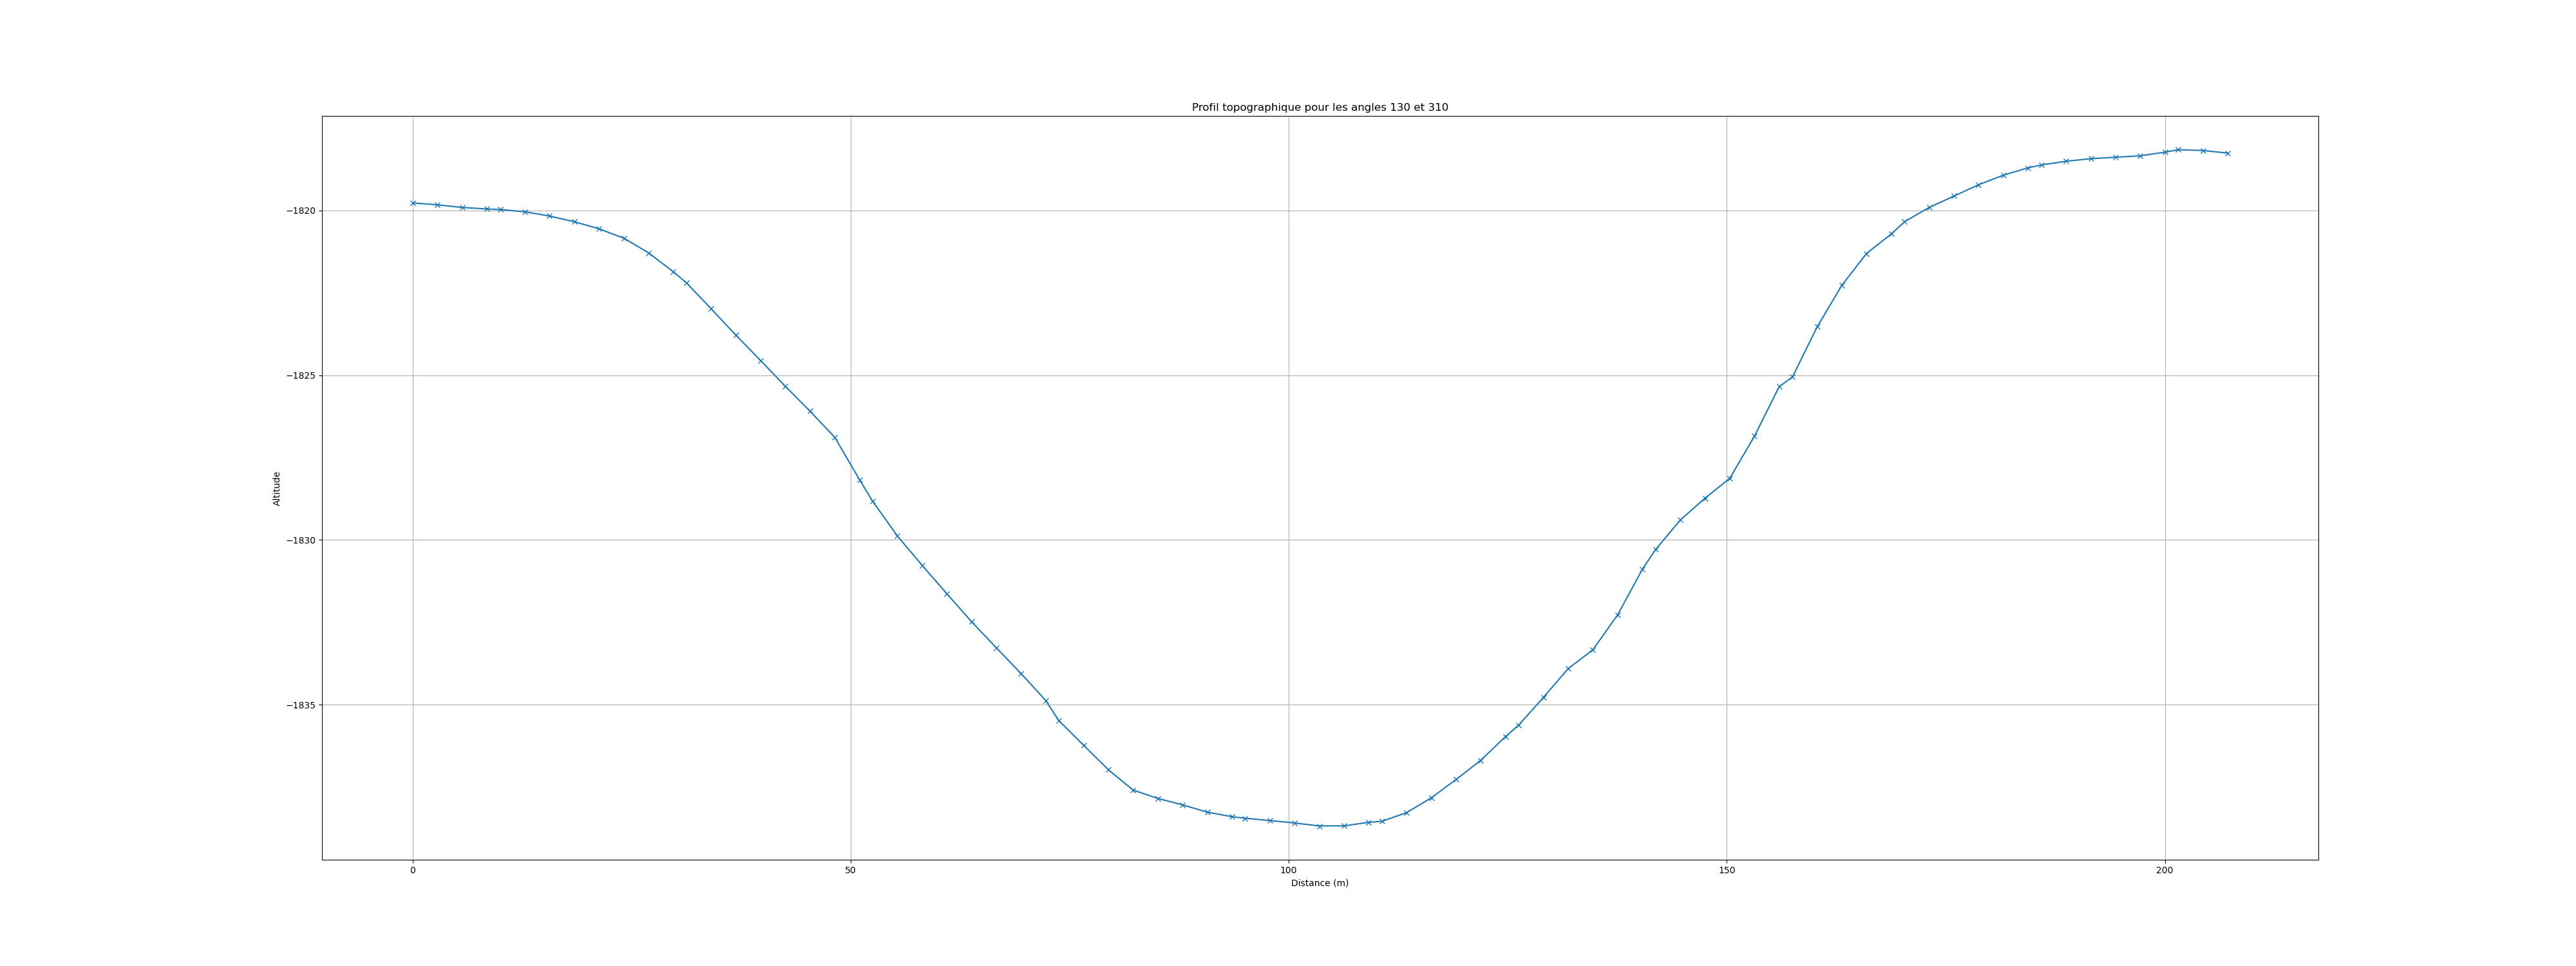 Profil topographique pour les angles 130 et 310
−1820
−1825
−1830
−1835
Altitude
0 50 100 150 200
Distance (m)